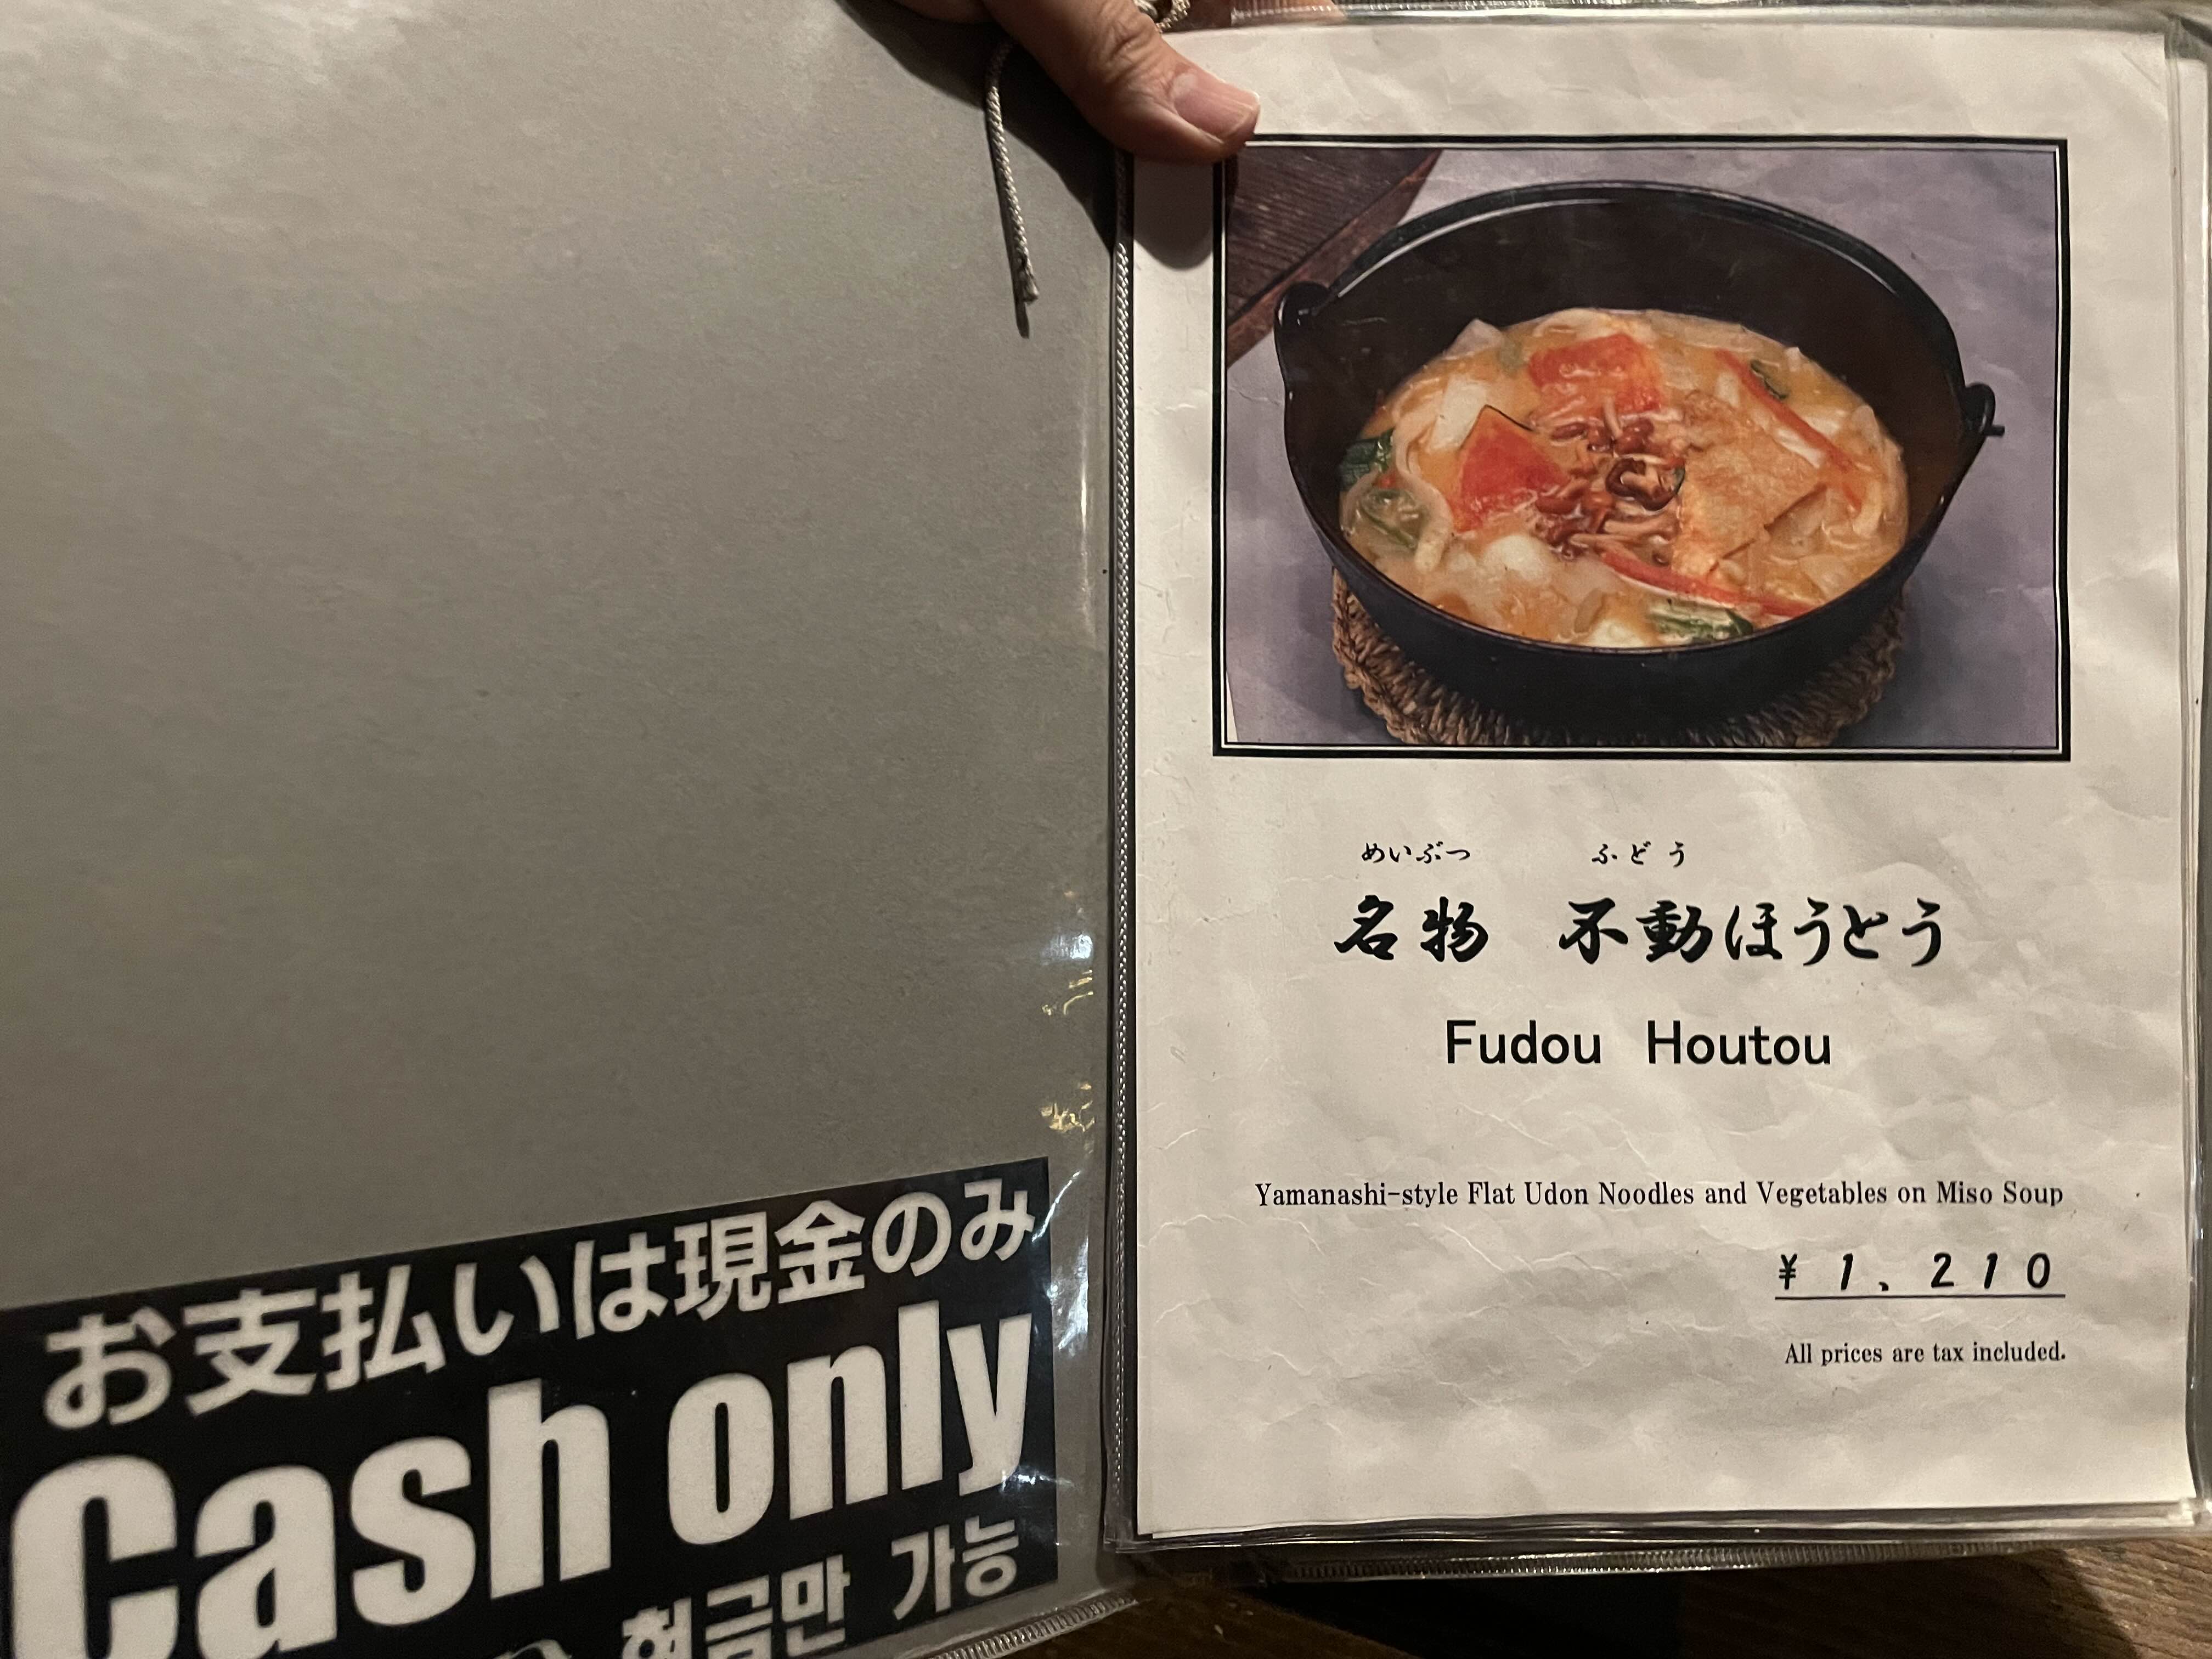 お支払いは現金のみ
Cash only
현금만 가능
めいぶつ ふどう
名物 不動ほうとう
Fudou Houtou
Yamanashi-style Flat Udon Noodles and Vegetables on Miso Soup
¥1、210
All prices are tax included.